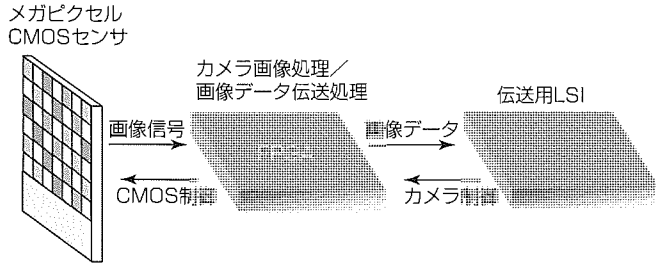 メガピクセル
CMOSセンサ
カメラ画像処理／
画像データ伝送処理
伝送用LSI
画像信号
画像データ
CMOS制御
カメラ制御